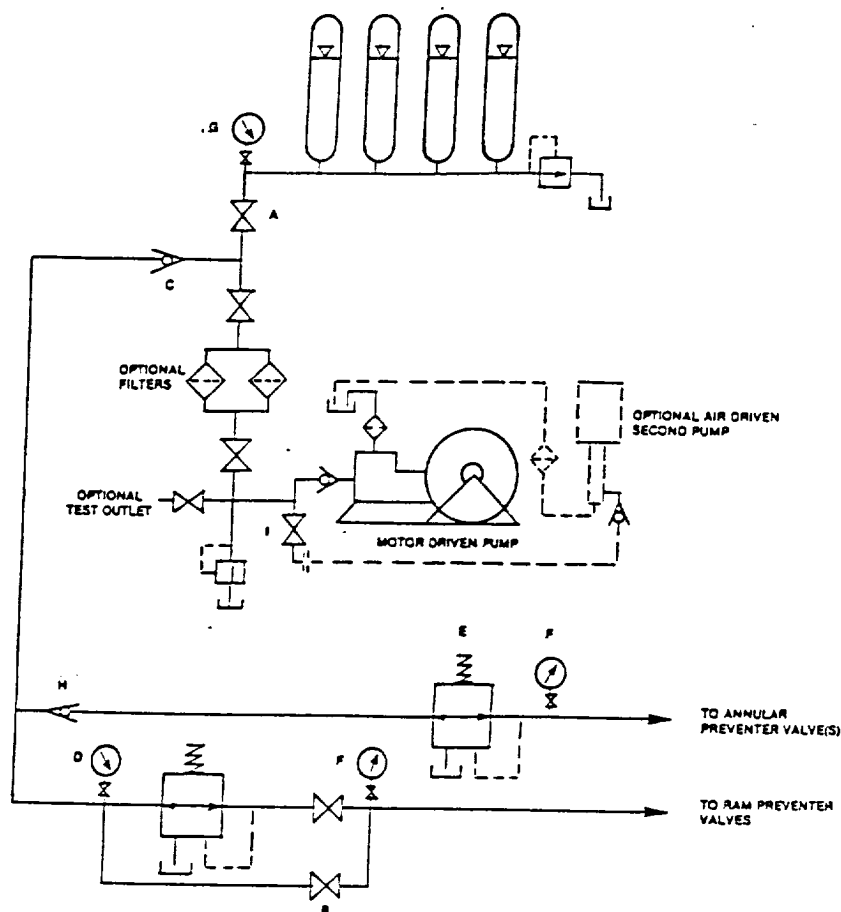 G
A
C
OPTIONAL
FILTERS
OPTIONAL AIR DRIVEN
SECOND PUMP
OPTIONAL
TEST OUTLET
I
MOTOR DRIVEN PUMP
E
F
H
TO ANNULAR
PREVENTER VALVE(S)
D
F
TO RAM PREVENTER
VALVES
B